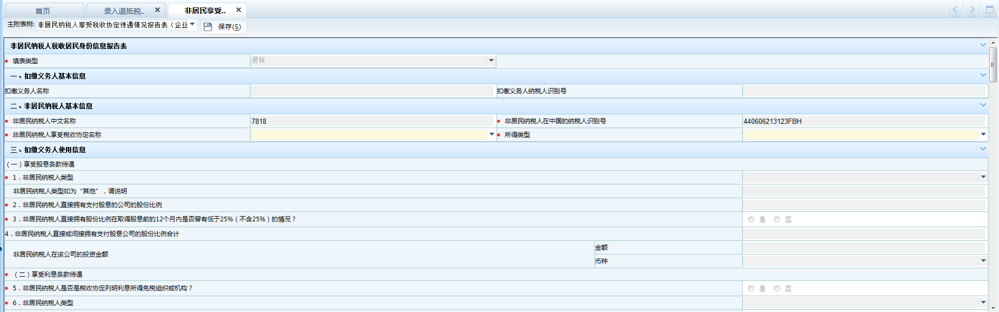 首页 录入退抵税.. 非居民享受..
主附表树: 非居民纳税人享受税收协定待遇情况报告表（企业 保存(S)
非居民纳税人税收居民身份信息报告表
* 填表类型 退税
一、扣缴义务人基本信息
扣缴义务人名称 扣缴义务人纳税人识别号
二、非居民纳税人基本信息
* 非居民纳税人中文名称 7818 * 非居民纳税人在中国的纳税人识别号 440606213123FBH
* 非居民纳税人享受税收协定名称 * 所得类型
三、扣缴义务人使用信息
（一）享受股息条款待遇
* 1．非居民纳税人类型
非居民纳税人类型如为“其他”，请说明
* 2．非居民纳税人直接拥有支付股息的公司的股份比例
* 3．非居民纳税人直接拥有股份比例在取得股息前的12个月内是否曾有低于25%（不含25%）的情况？ 是 否
4．非居民纳税人直接或间接拥有支付股息公司的股份比例合计
非居民纳税人在该公司的投资金额 金额
币种
* （二）享受利息条款待遇
* 5．非居民纳税人是否是税收协定列明利息所得免税组织或机构？ 是 否
* 6．非居民纳税人类型